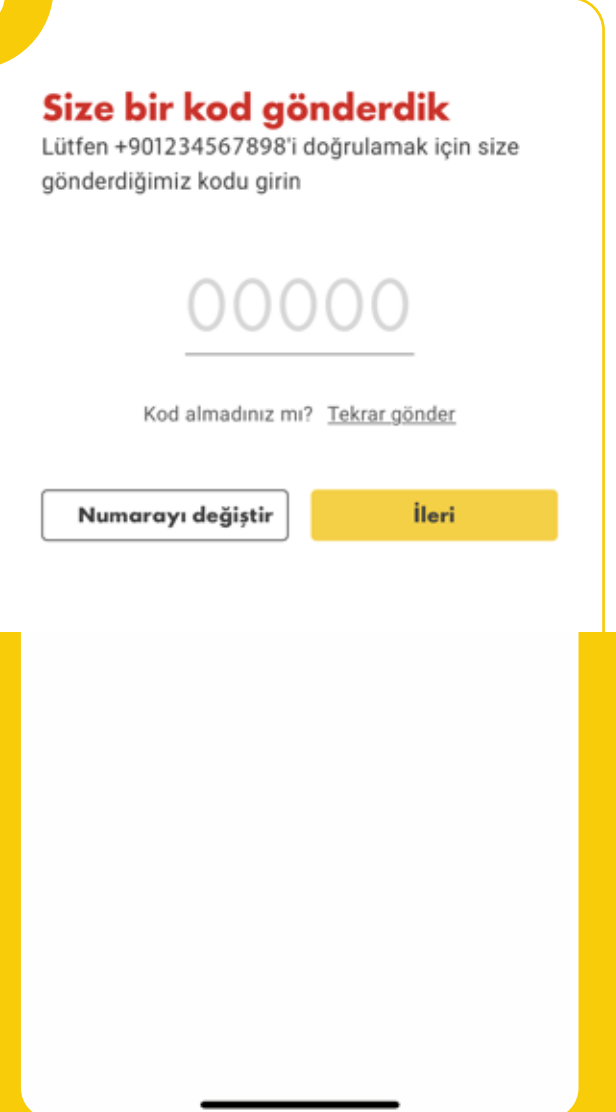 Size bir kod gönderdik
Lütfen +901234567898'i doğrulamak için size
gönderdiğimiz kodu girin
00000
Kod almadınız mı? Tekrar gönder
Numarayı değiştir İleri